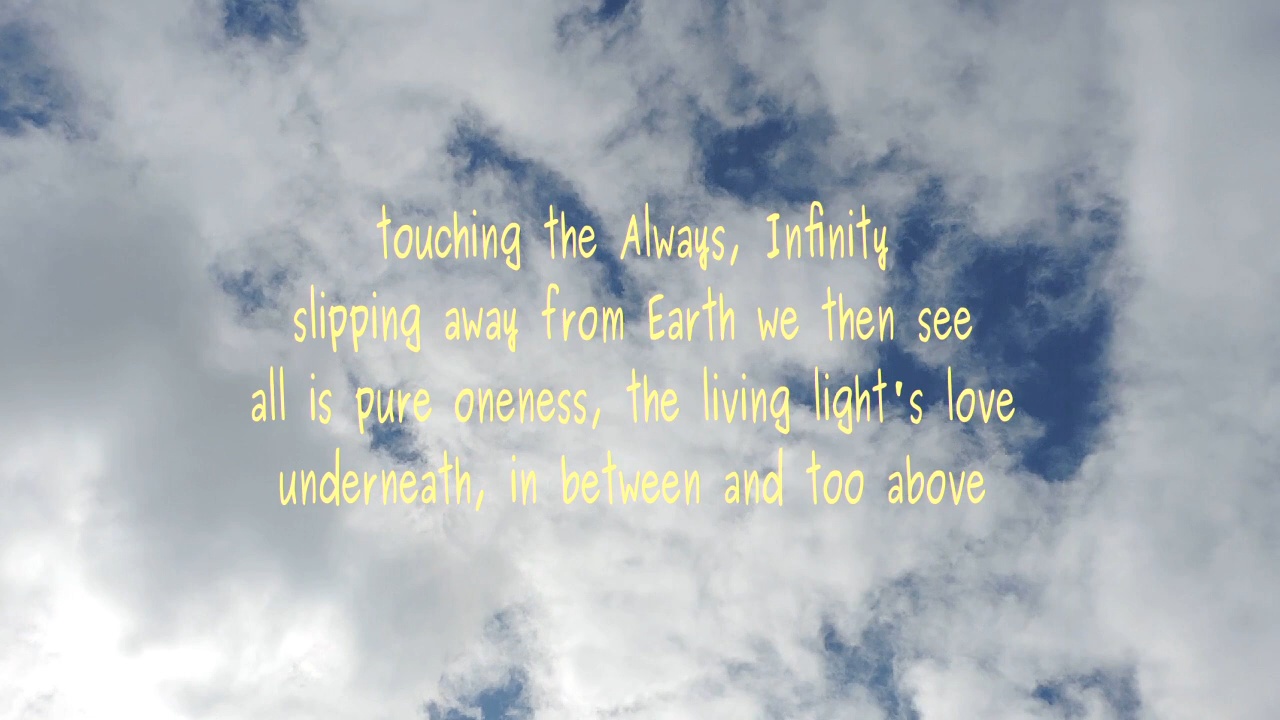 touching the Always, Infinity
slipping away from Earth we then see
all is pure oneness, the living light's love
underneath, in between and too above